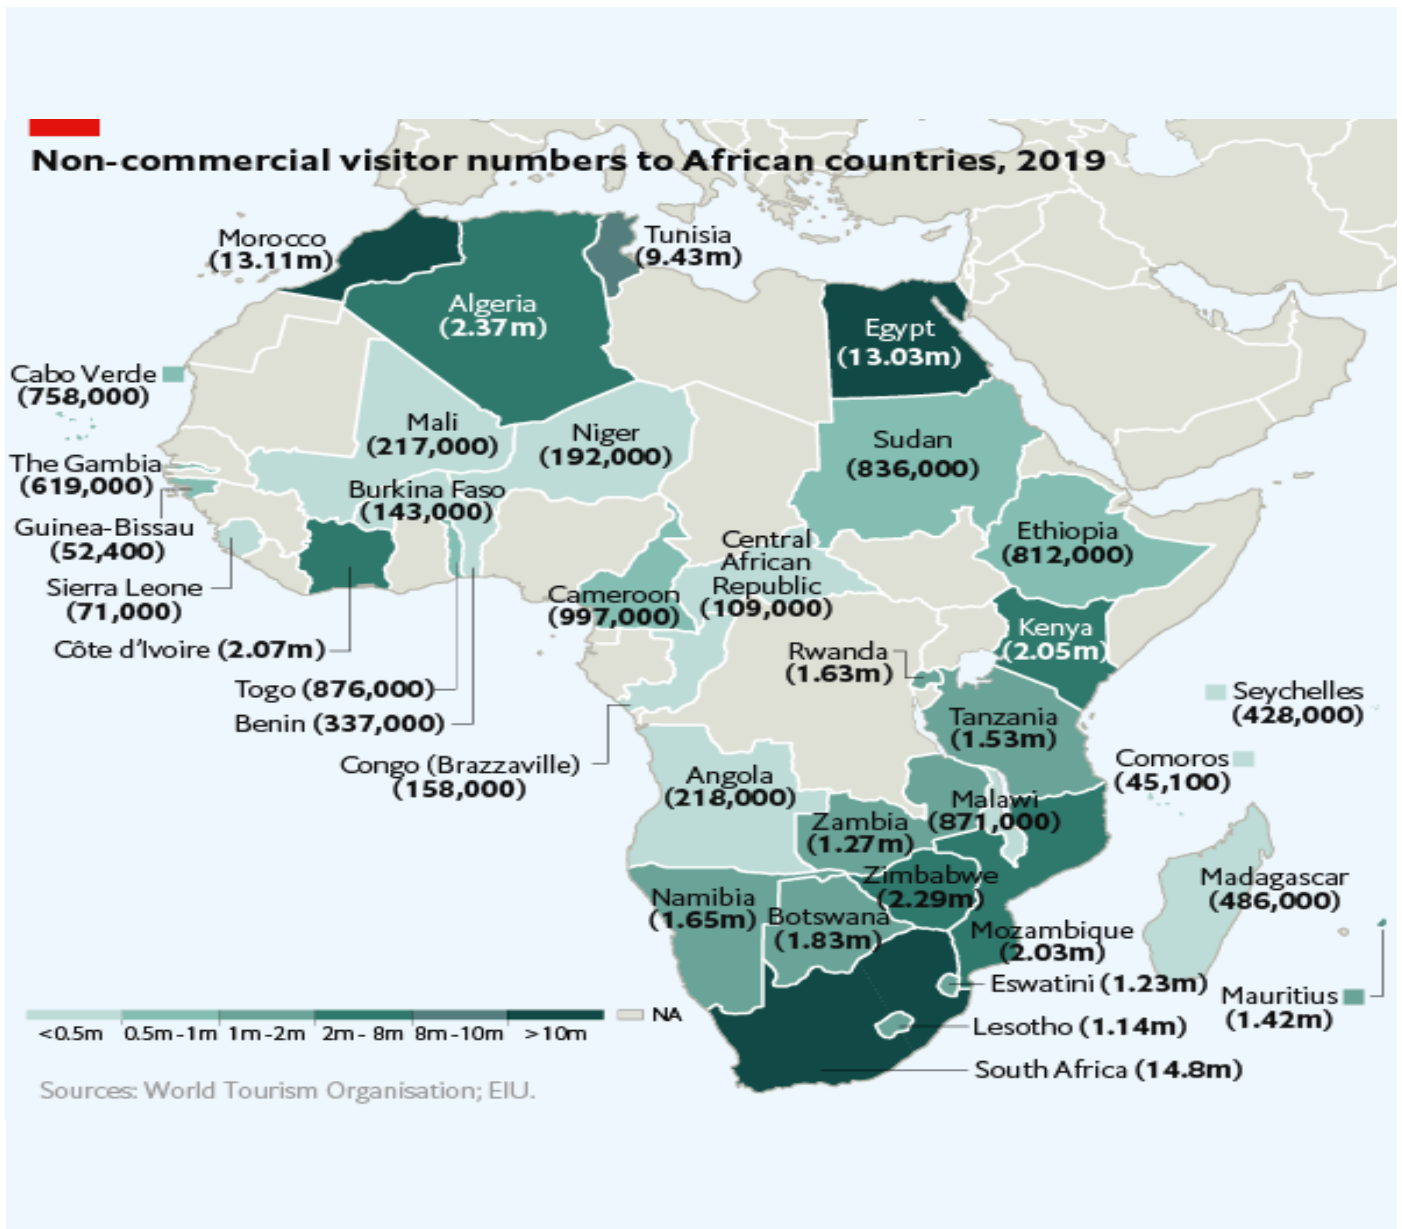 Non-commercial visitor numbers to African countries, 2019
Morocco
(13.11m)
Tunisia
(9.43m)
Algeria
(2.37m)
Egypt
(13.03m)
Cabo Verde
(758,000)
Mali
(217,000)
Niger
(192,000)
Sudan
(836,000)
The Gambia
(619,000)
Burkina Faso
(143,000)
Guinea-Bissau
(52,400)
Central
African
Republic
(109,000)
Ethiopia
(812,000)
Sierra Leone
(71,000)
Cameroon
(997,000)
Côte d’Ivoire (2.07m)
Kenya
(2.05m)
Rwanda
(1.63m)
Togo (876,000)
Benin (337,000)
Seychelles
(428,000)
Tanzania
(1.53m)
Congo (Brazzaville)
(158,000)
Comoros
(45,100)
Angola
(218,000)
Malawi
(871,000)
Zambia
(1.27m)
Zimbabwe
(2.29m)
Madagascar
(486,000)
Namibia
(1.65m)
Botswana
(1.83m)
Mozambique
(2.03m)
Eswatini (1.23m)
Mauritius
(1.42m)
Lesotho (1.14m)
South Africa (14.8m)
<0.5m 0.5m-1m 1m-2m 2m-8m 8m-10m >10m NA
Sources: World Tourism Organisation; EIU.